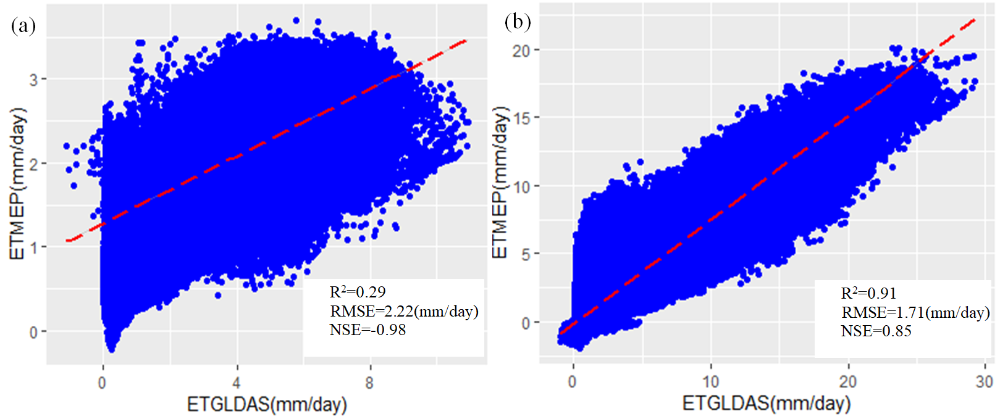 (a)
ETMEP(mm/day)
3
2
1
0
R²=0.29
RMSE=2.22(mm/day)
NSE=-0.98
0 4 8
ETGLDAS(mm/day)
(b)
ETMEP(mm/day)
20
15
10
5
0
R²=0.91
RMSE=1.71(mm/day)
NSE=0.85
0 10 20 30
ETGLDAS(mm/day)